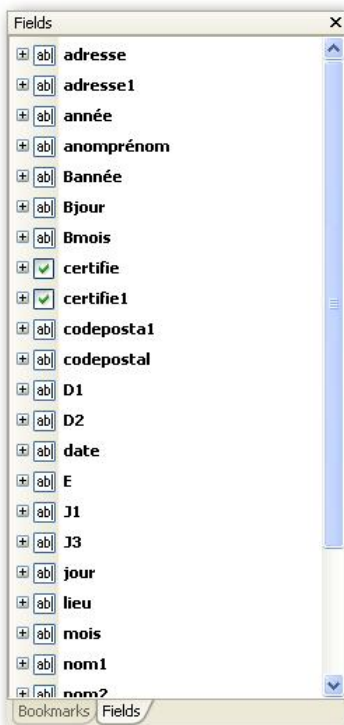 Fields
adresse
adresse1
année
anomprénom
Bannée
Bjour
Bmois
certifie
certifie1
codeposta1
codepostal
D1
D2
date
E
J1
J3
jour
lieu
mois
nom1
nom2
Bookmarks Fields